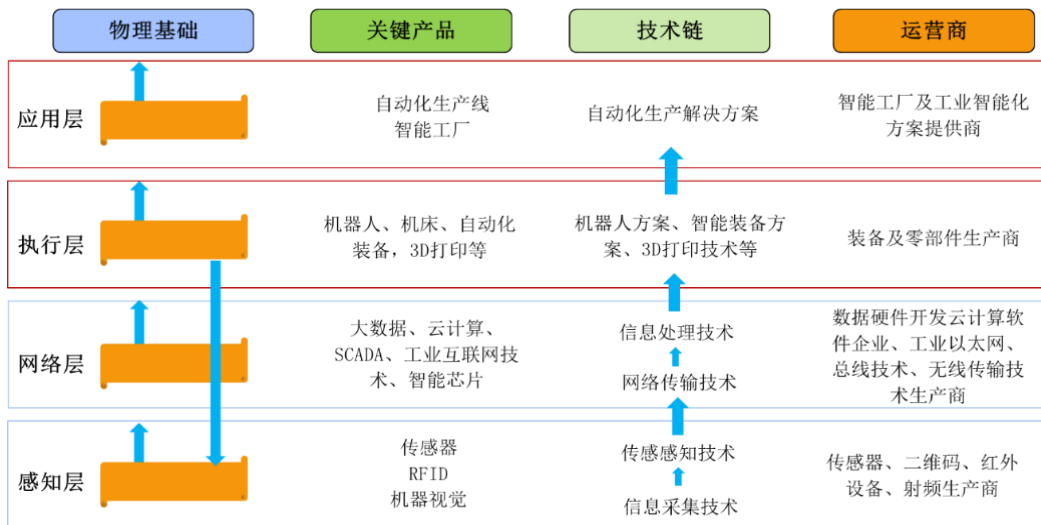 物理基础
关键产品
技术链
运营商
应用层
自动化生产线
智能工厂
自动化生产解决方案
智能工厂及工业智能化
方案提供商
执行层
机器人、机床、自动化
装备，3D打印等
机器人方案、智能装备方
案、3D打印技术等
装备及零部件生产商
网络层
大数据、云计算、
SCADA、工业互联网技
术、智能芯片
信息处理技术
网络传输技术
数据硬件开发云计算软
件企业、工业以太网、
总线技术、无线传输技
术生产商
感知层
传感器
RFID
机器视觉
传感感知技术
信息采集技术
传感器、二维码、红外
设备、射频生产商